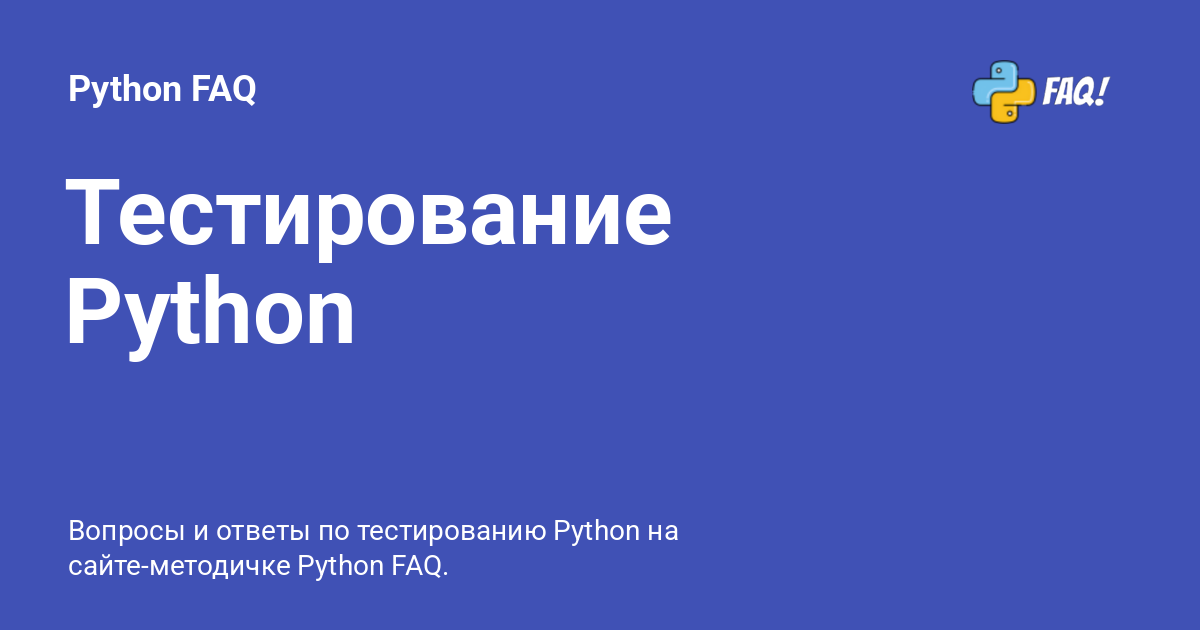 Python FAQ
FAQ!
Тестирование
Python
Вопросы и ответы по тестированию Python на
сайте-методичке Python FAQ.